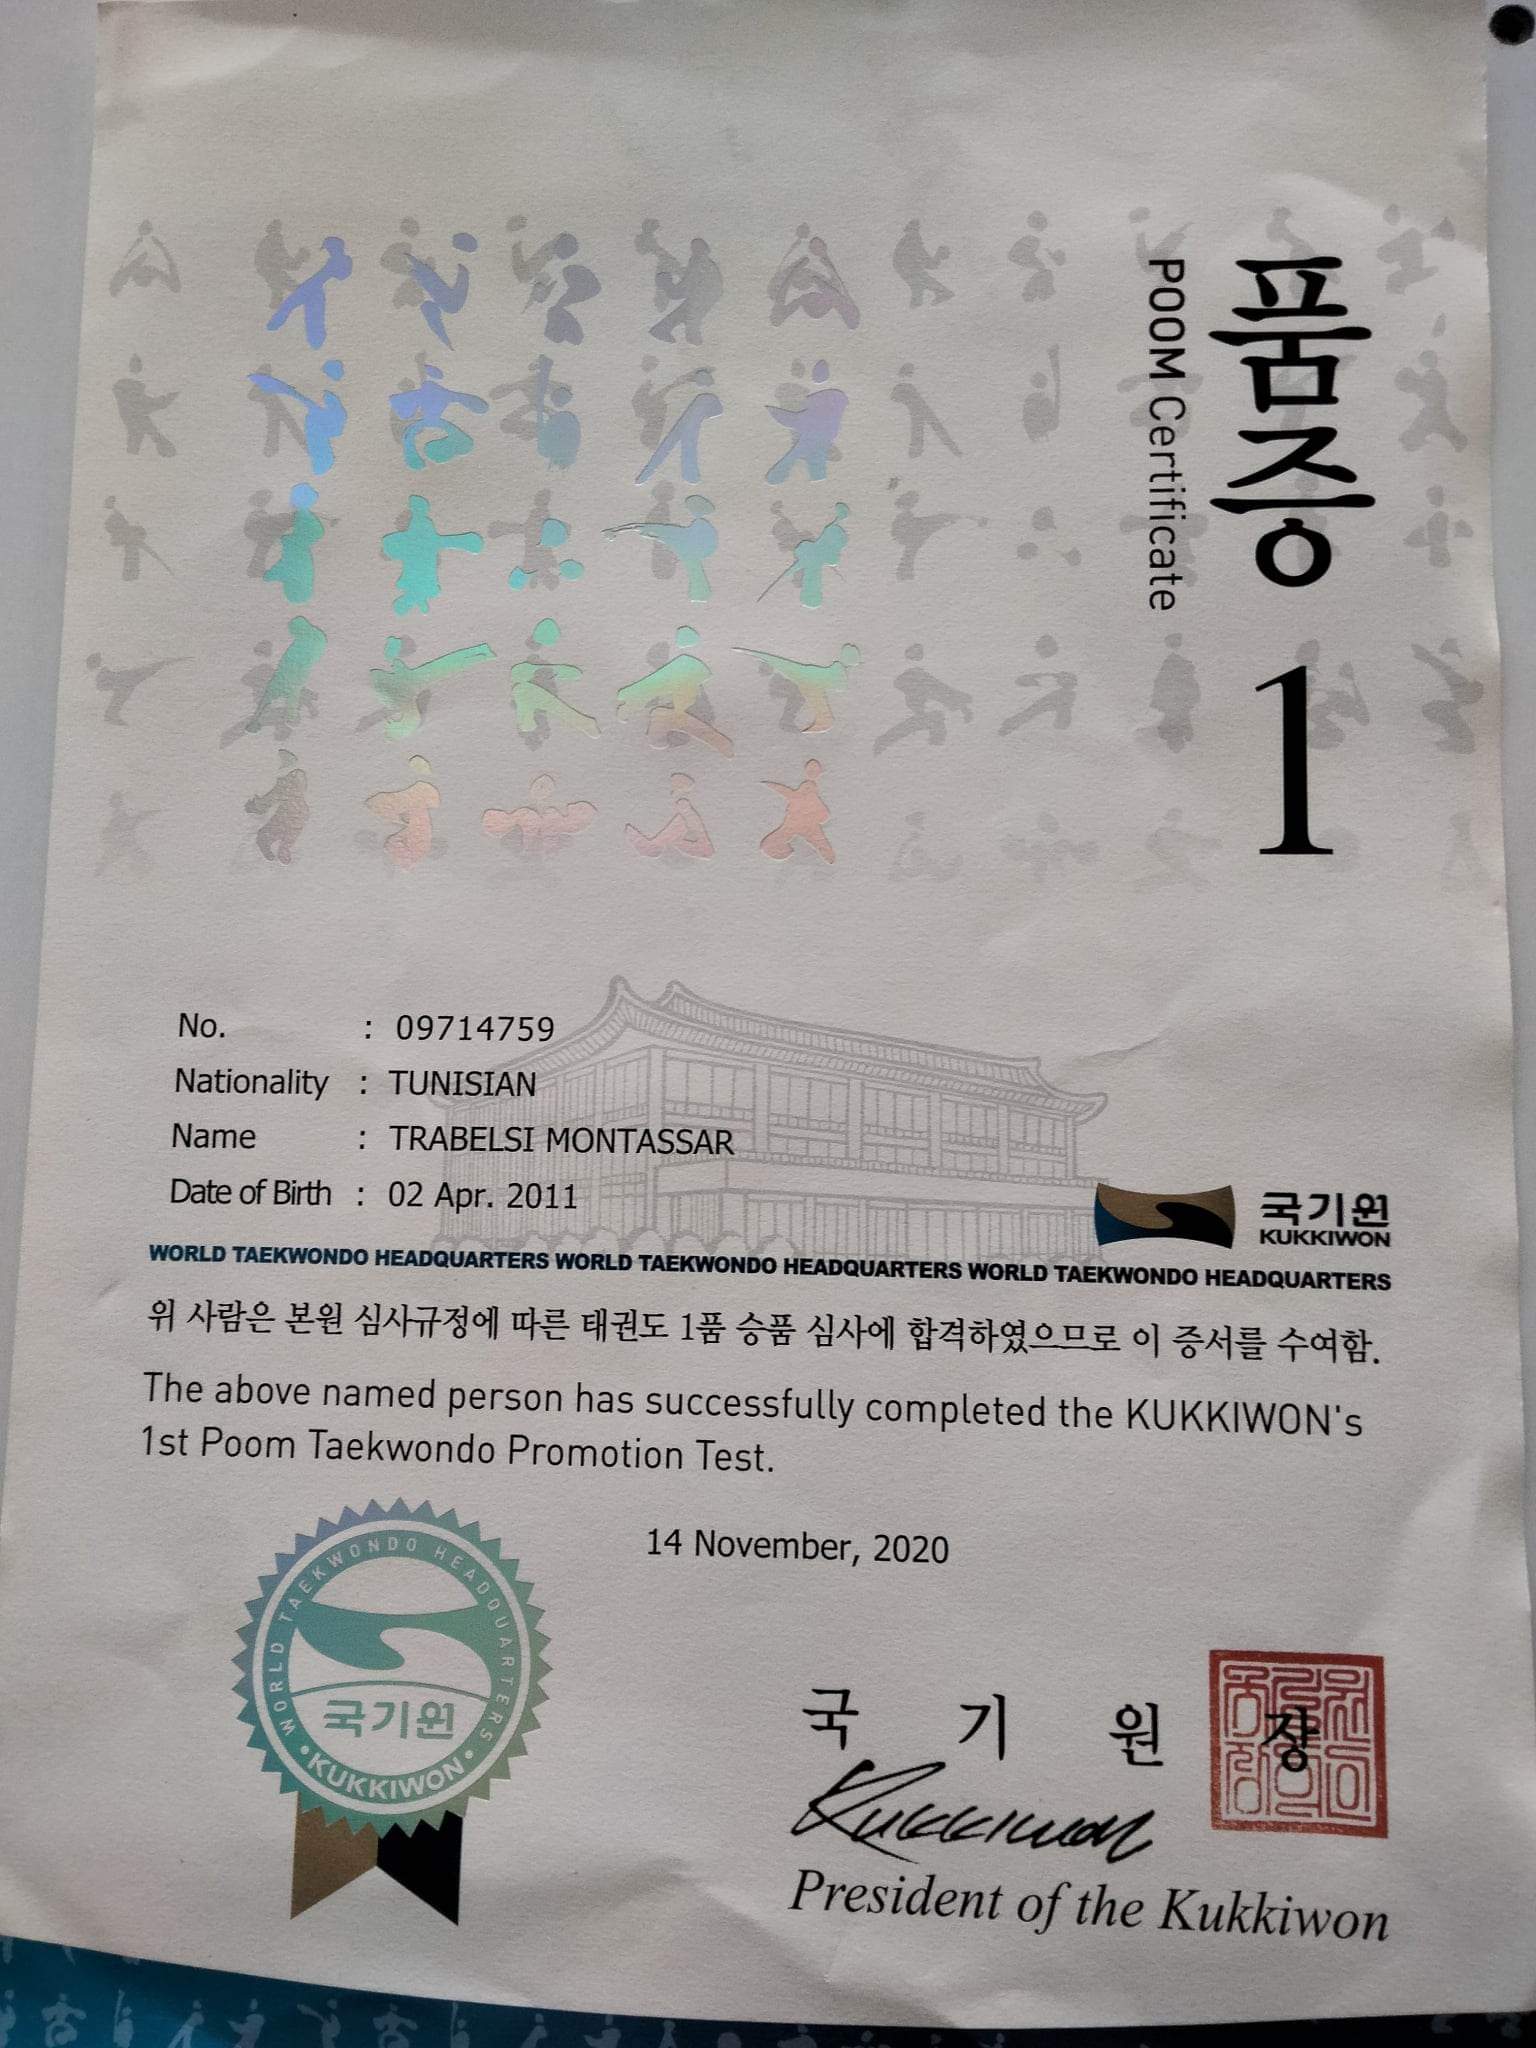 품증 1
POOM Certificate
No. : 09714759
Nationality : TUNISIAN
Name : TRABELSI MONTASSAR
Date of Birth : 02 Apr. 2011
국기원
KUKKIWON
WORLD TAEKWONDO HEADQUARTERS WORLD TAEKWONDO HEADQUARTERS WORLD TAEKWONDO HEADQUARTERS
위 사람은 본원 심사규정에 따른 태권도 1품 승품 심사에 합격하였으므로 이 증서를 수여함.
The above named person has successfully completed the KUKKIWON's
1st Poom Taekwondo Promotion Test.
14 November, 2020
WORLD TAEKWONDO HEADQUARTERS
국기원
• KUKKIWON •
국 기 원 장
Kukkiwon
President of the Kukkiwon